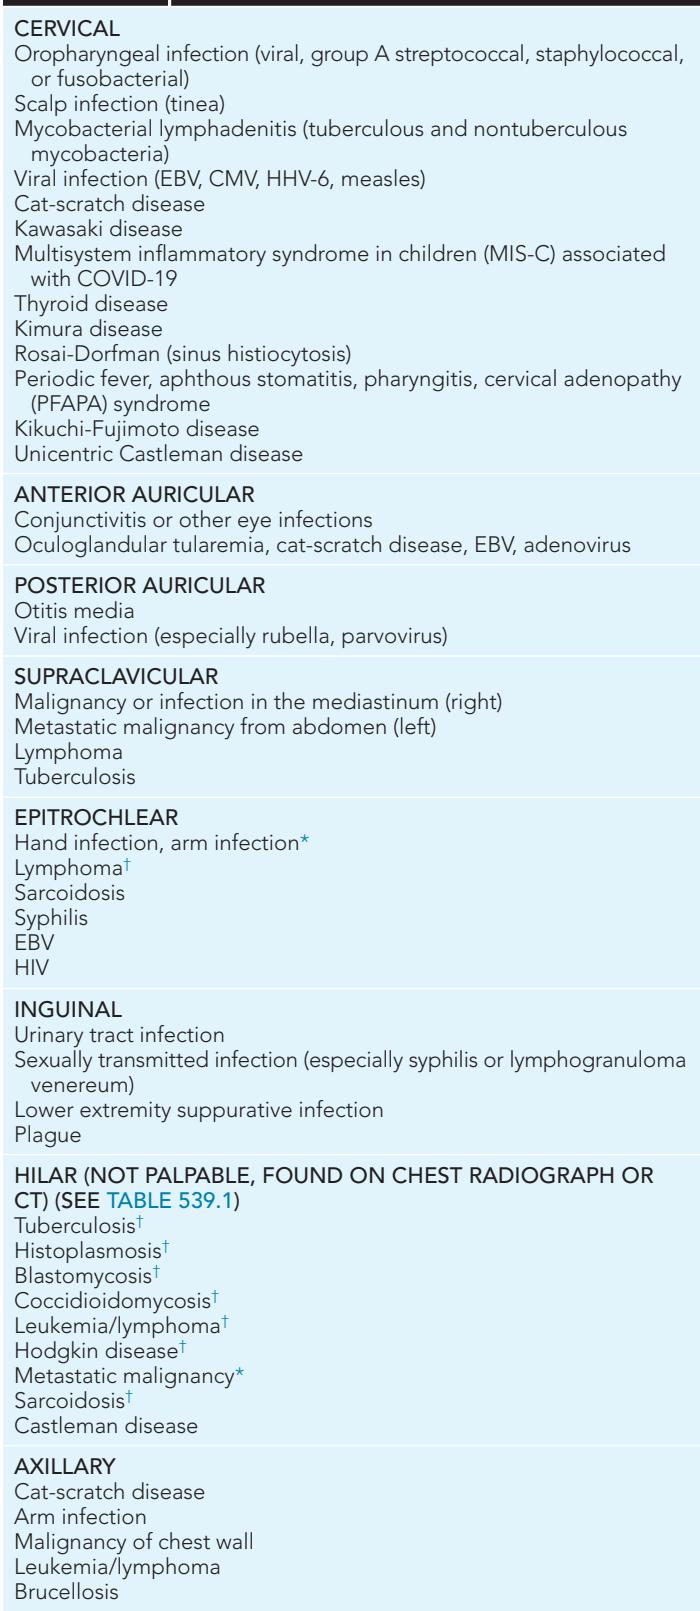 CERVICAL
Oropharyngeal infection (viral, group A streptococcal, staphylococcal,
or fusobacterial)
Scalp infection (tinea)
Mycobacterial lymphadenitis (tuberculous and nontuberculous
mycobacteria)
Viral infection (EBV, CMV, HHV-6, measles)
Cat-scratch disease
Kawasaki disease
Multisystem inflammatory syndrome in children (MIS-C) associated
with COVID-19
Thyroid disease
Kimura disease
Rosai-Dorfman (sinus histiocytosis)
Periodic fever, aphthous stomatitis, pharyngitis, cervical adenopathy
(PFAPA) syndrome
Kikuchi-Fujimoto disease
Unicentric Castleman disease
ANTERIOR AURICULAR
Conjunctivitis or other eye infections
Oculoglandular tularemia, cat-scratch disease, EBV, adenovirus
POSTERIOR AURICULAR
Otitis media
Viral infection (especially rubella, parvovirus)
SUPRACLAVICULAR
Malignancy or infection in the mediastinum (right)
Metastatic malignancy from abdomen (left)
Lymphoma
Tuberculosis
EPITROCHLEAR
Hand infection, arm infection*
Lymphoma†
Sarcoidosis
Syphilis
EBV
HIV
INGUINAL
Urinary tract infection
Sexually transmitted infection (especially syphilis or lymphogranuloma
venereum)
Lower extremity suppurative infection
Plague
HILAR (NOT PALPABLE, FOUND ON CHEST RADIOGRAPH OR
CT) (SEE TABLE 539.1)
Tuberculosis†
Histoplasmosis†
Blastomycosis†
Coccidioidomycosis†
Leukemia/lymphoma†
Hodgkin disease†
Metastatic malignancy*
Sarcoidosis†
Castleman disease
AXILLARY
Cat-scratch disease
Arm infection
Malignancy of chest wall
Leukemia/lymphoma
Brucellosis